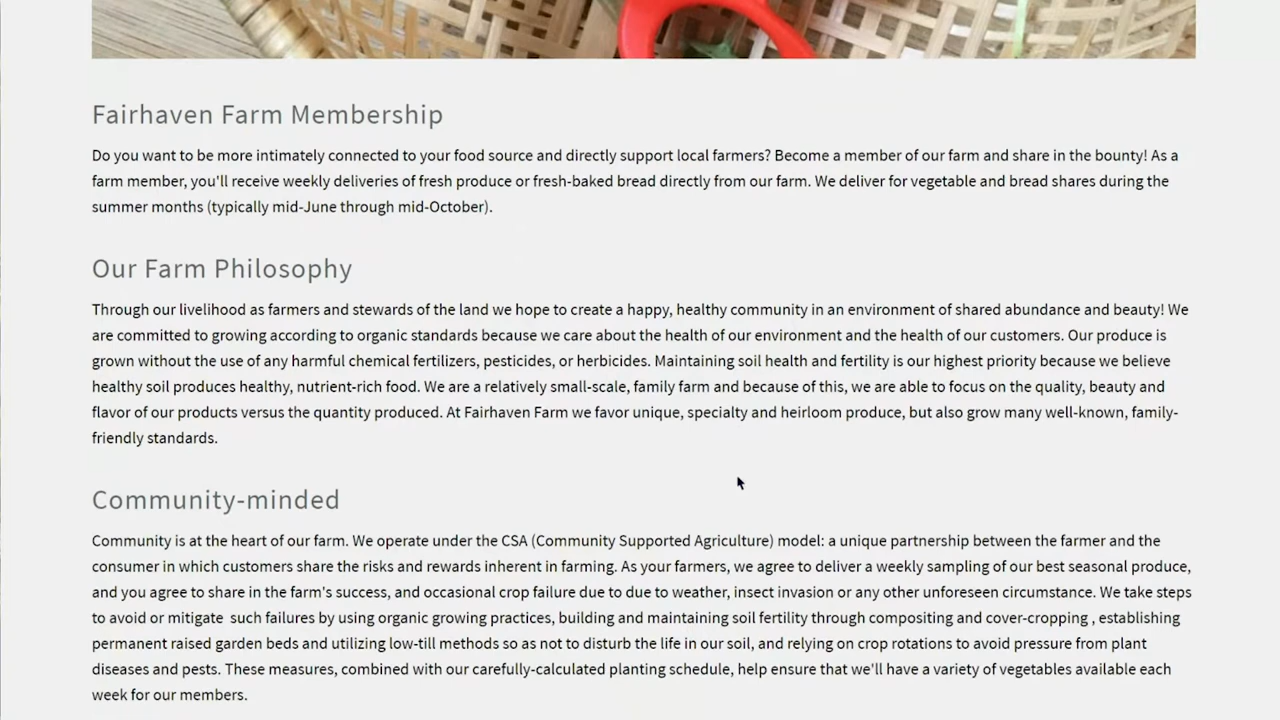 Fairhaven Farm Membership
Do you want to be more intimately connected to your food source and directly support local farmers? Become a member of our farm and share in the bounty! As a
farm member, you'll receive weekly deliveries of fresh produce or fresh-baked bread directly from our farm. We deliver for vegetable and bread shares during the
summer months (typically mid-June through mid-October).
Our Farm Philosophy
Through our livelihood as farmers and stewards of the land we hope to create a happy, healthy community in an environment of shared abundance and beauty! We
are committed to growing according to organic standards because we care about the health of our environment and the health of our customers. Our produce is
grown without the use of any harmful chemical fertilizers, pesticides, or herbicides. Maintaining soil health and fertility is our highest priority because we believe
healthy soil produces healthy, nutrient-rich food. We are a relatively small-scale, family farm and because of this, we are able to focus on the quality, beauty and
flavor of our products versus the quantity produced. At Fairhaven Farm we favor unique, specialty and heirloom produce, but also grow many well-known, family-
friendly standards.
Community-minded
Community is at the heart of our farm. We operate under the CSA (Community Supported Agriculture) model: a unique partnership between the farmer and the
consumer in which customers share the risks and rewards inherent in farming. As your farmers, we agree to deliver a weekly sampling of our best seasonal produce,
and you agree to share in the farm's success, and occasional crop failure due to due to weather, insect invasion or any other unforeseen circumstance. We take steps
to avoid or mitigate  such failures by using organic growing practices, building and maintaining soil fertility through compositing and cover-cropping , establishing
permanent raised garden beds and utilizing low-till methods so as not to disturb the life in our soil, and relying on crop rotations to avoid pressure from plant
diseases and pests. These measures, combined with our carefully-calculated planting schedule, help ensure that we'll have a variety of vegetables available each
week for our members.